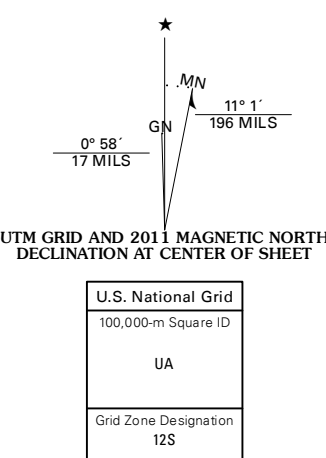 ★
MN
11° 1´
196 MILS
GN
0° 58´
17 MILS
UTM GRID AND 2011 MAGNETIC NORTH
DECLINATION AT CENTER OF SHEET
U.S. National Grid
100,000-m Square ID
UA
Grid Zone Designation
12S